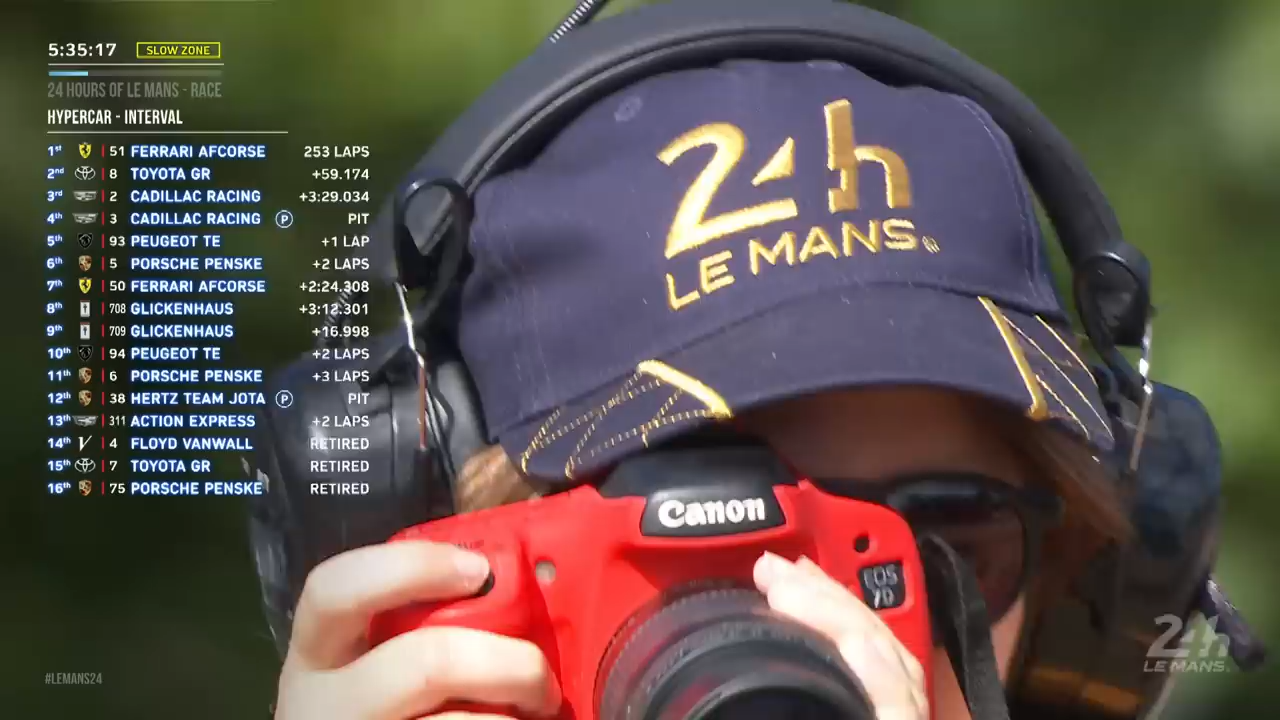 5:35:17 SLOW ZONE
24 HOURS OF LE MANS - RACE
HYPERCAR - INTERVAL
1st 51 FERRARI AFCORSE 253 LAPS
2nd 8 TOYOTA GR +59.174
3rd 2 CADILLAC RACING +3:29.034
4th 3 CADILLAC RACING P PIT
5th 93 PEUGEOT TE +1 LAP
6th 5 PORSCHE PENSKE +2 LAPS
7th 50 FERRARI AFCORSE +2:24.308
8th 708 GLICKENHAUS +3:12.301
9th 709 GLICKENHAUS +16.998
10th 94 PEUGEOT TE +2 LAPS
11th 6 PORSCHE PENSKE +3 LAPS
12th 38 HERTZ TEAM JOTA P PIT
13th 311 ACTION EXPRESS +2 LAPS
14th 4 FLOYD VANWALL RETIRED
15th 7 TOYOTA GR RETIRED
16th 75 PORSCHE PENSKE RETIRED
24h
LE MANS®
Canon
EOS
7D
#LEMANS24
24h
LE MANS